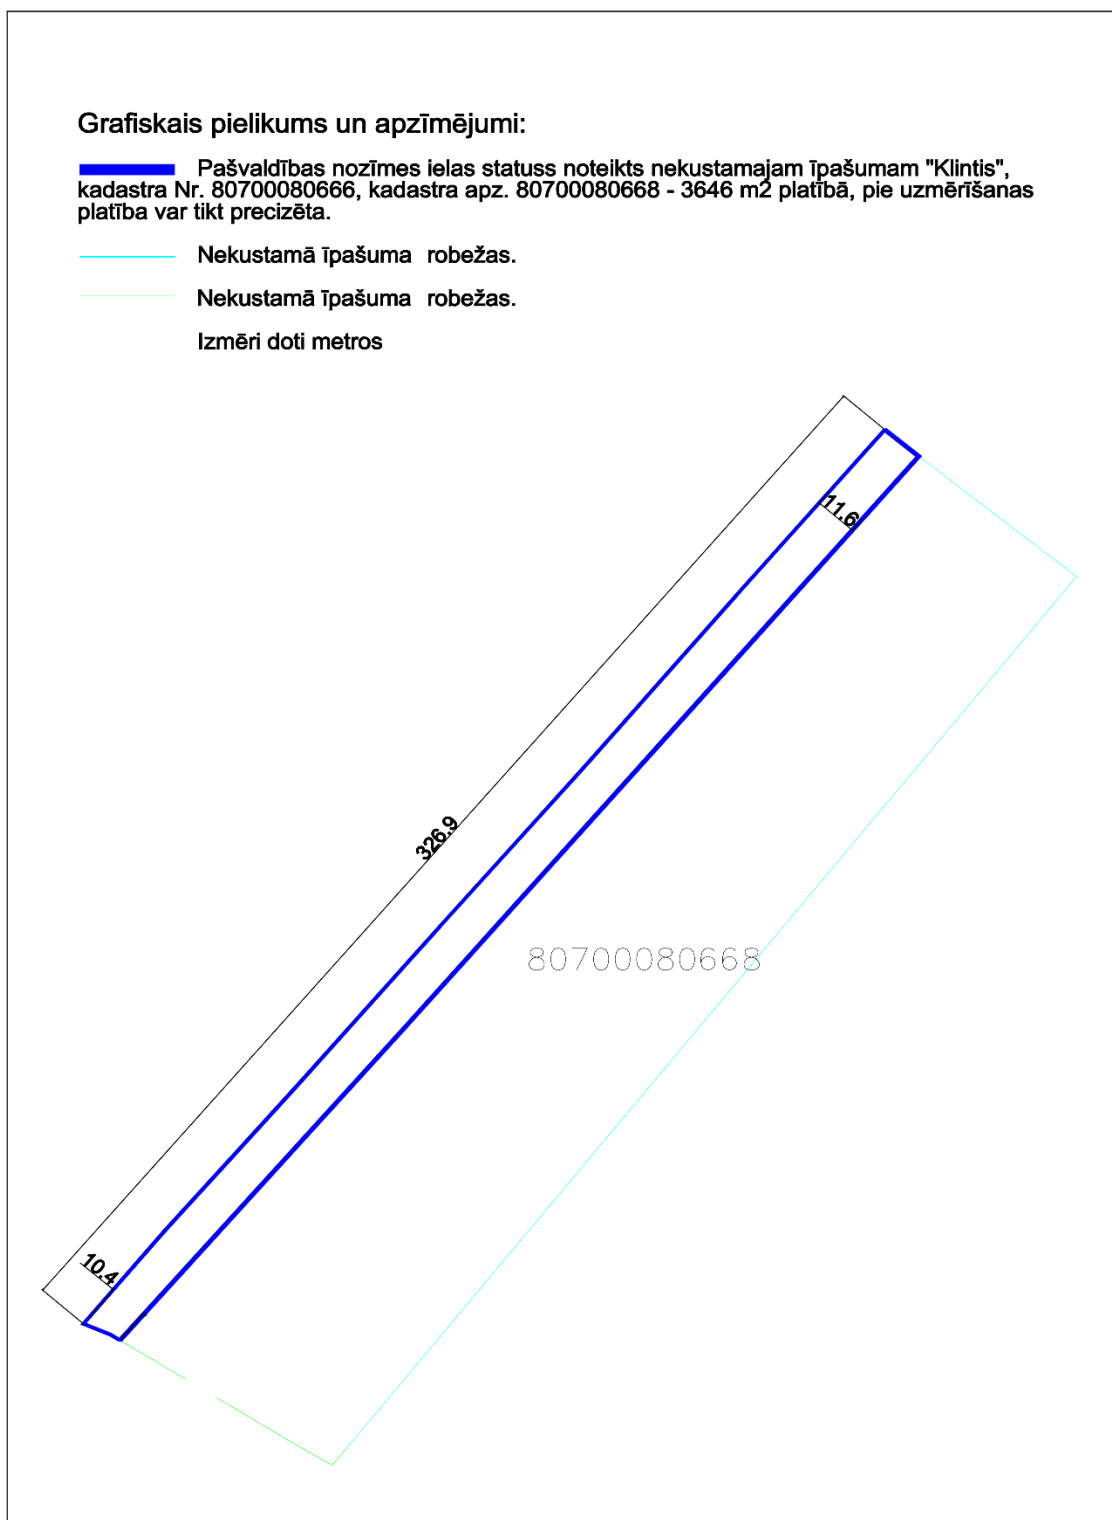 Grafiskais pielikums un apzīmējumi:
Pašvaldības nozīmes ielas statuss noteikts nekustamajam īpašumam "Klintis",
kadastra Nr. 80700080666, kadastra apz. 80700080668 - 3646 m2 platībā, pie uzmērīšanas
platība var tikt precizēta.
Nekustamā īpašuma robežas.
Nekustamā īpašuma robežas.
Izmēri doti metros
11.6
326.9
80700080668
10.4